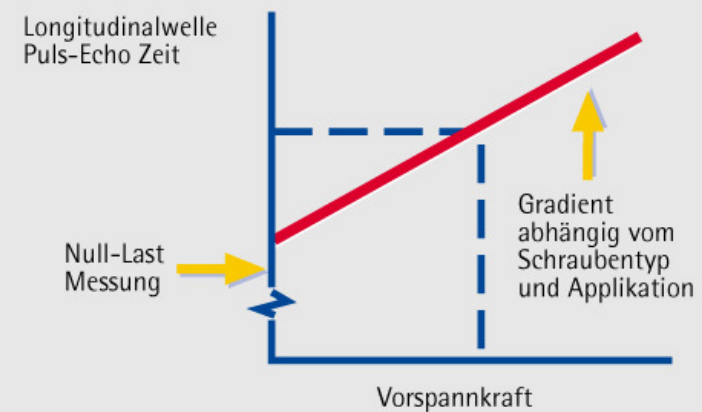 Longitudinalwelle
Puls-Echo Zeit
Null-Last
Messung
Gradient
abhängig vom
Schraubentyp
und Applikation
Vorspannkraft